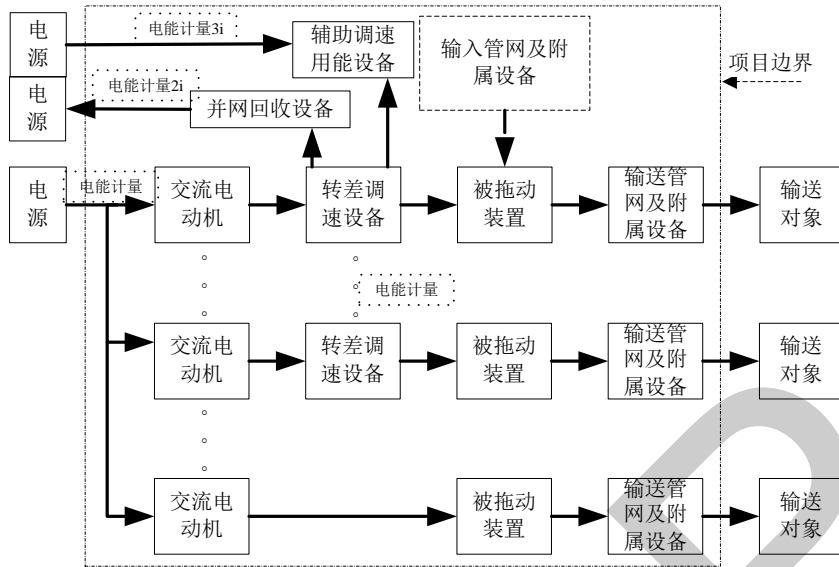 电
源
电能计量3i
辅助调速
用能设备
输入管网及附
属设备
项目边界
电
源
电能计量2i
并网回收设备
电
源
电能计量
交流电
动机
转差调
速设备
被拖动
装置
输送管
网及附
属设备
输送
对象
电能计量
交流电
动机
转差调
速设备
被拖动
装置
输送管
网及附
属设备
输送
对象
交流电
动机
被拖动
装置
输送管
网及附
属设备
输送
对象